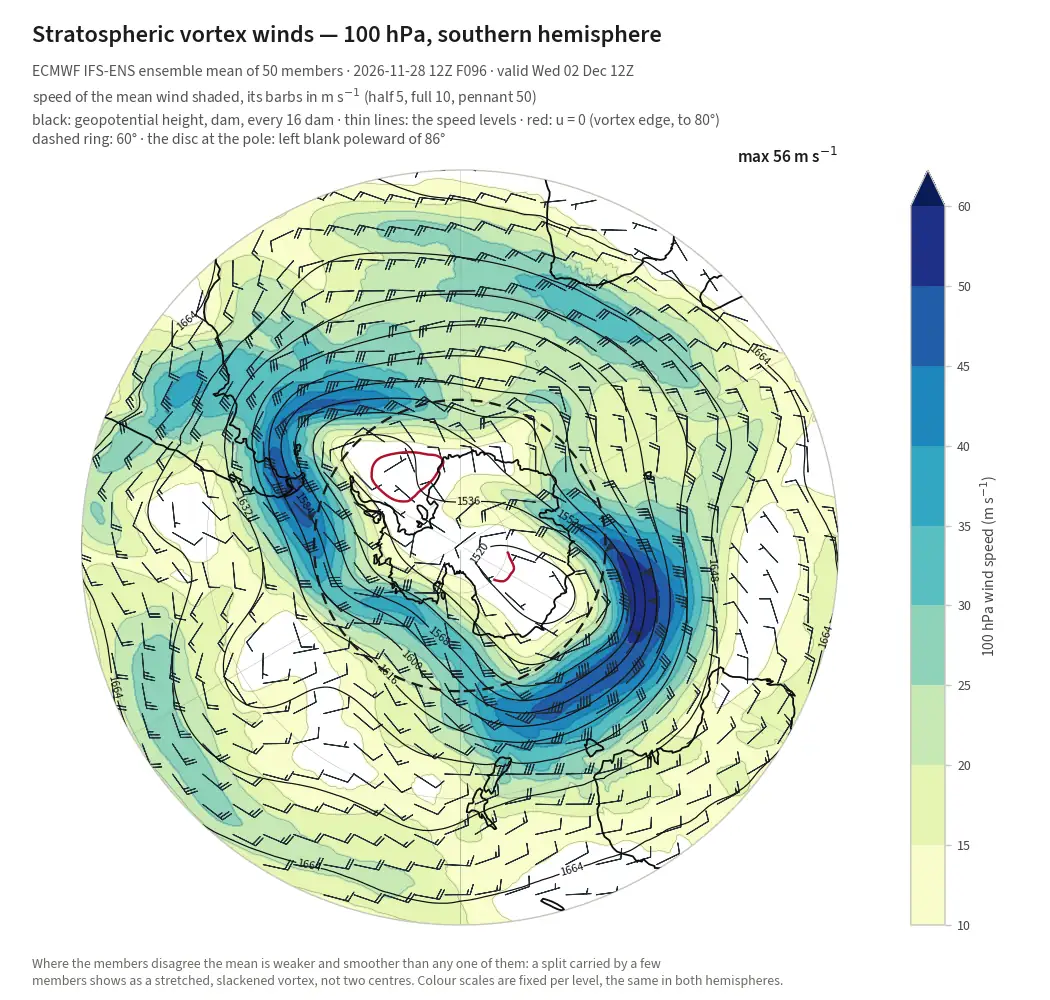 Stratospheric vortex winds — 100 hPa, southern hemisphere
ECMWF IFS-ENS ensemble mean of 50 members · 2026-11-28 12Z F096 · valid Wed 02 Dec 12Z
speed of the mean wind shaded, its barbs in m s⁻¹ (half 5, full 10, pennant 50)
black: geopotential height, dam, every 16 dam · thin lines: the speed levels · red: u = 0 (vortex edge, to 80°)
dashed ring: 60° · the disc at the pole: left blank poleward of 86°
max 56 m s⁻¹
60
50
45
40
35
30
25
20
15
10
100 hPa wind speed (m s⁻¹)
1664
1664
1632
1584
1536
1552
1520
1648
1568
1600
1616
1664
1664
1664
1664
Where the members disagree the mean is weaker and smoother than any one of them: a split carried by a few
members shows as a stretched, slackened vortex, not two centres. Colour scales are fixed per level, the same in both hemispheres.